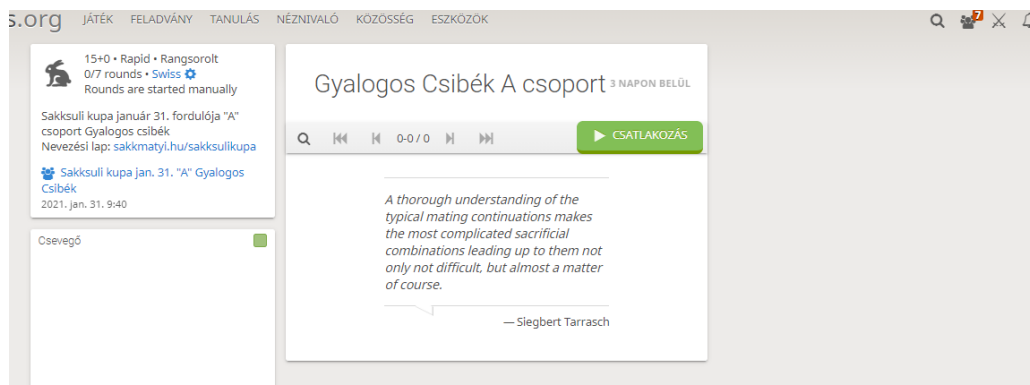 s.org JÁTÉK FELADVÁNY TANULÁS NÉZNIVALÓ KÖZÖSSÉG ESZKÖZÖK 7
15+0 • Rapid • Rangsorolt
0/7 rounds • Swiss
Rounds are started manually
Sakksuli kupa január 31. fordulója "A"
csoport Gyalogos csibék
Nevezési lap: sakkmatyi.hu/sakksulikupa
Sakksuli kupa jan. 31. "A" Gyalogos
Csibék
2021. jan. 31. 9:40
Csevegő
Gyalogos Csibék A csoport 3 NAPON BELÜL
0-0 / 0 CSATLAKOZÁS
A thorough understanding of the
typical mating continuations makes
the most complicated sacrificial
combinations leading up to them not
only not difficult, but almost a matter
of course.
— Siegbert Tarrasch